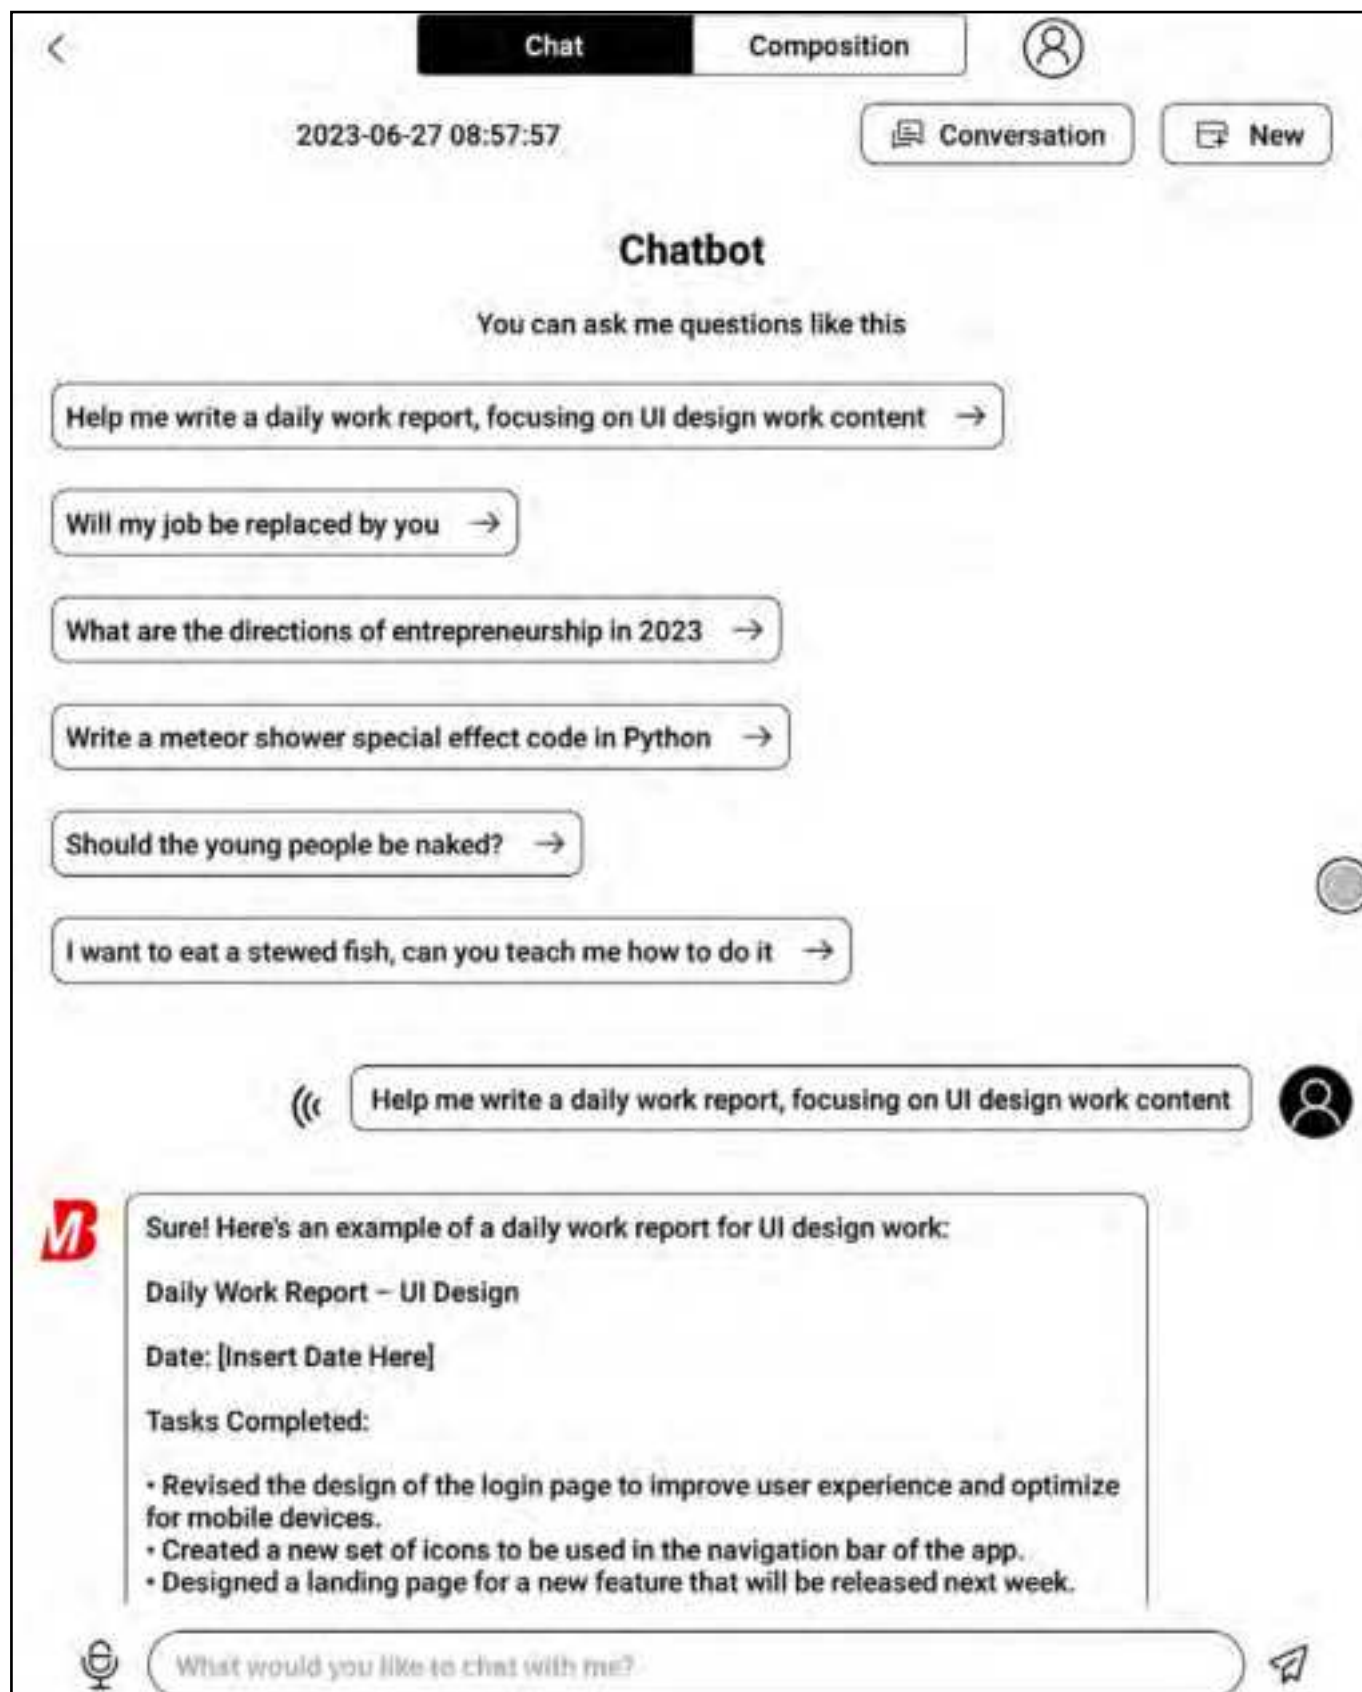 Chat Composition
2023-06-27 08:57:57 Conversation New
Chatbot
You can ask me questions like this
Help me write a daily work report, focusing on UI design work content →
Will my job be replaced by you →
What are the directions of entrepreneurship in 2023 →
Write a meteor shower special effect code in Python →
Should the young people be naked? →
I want to eat a stewed fish, can you teach me how to do it →
Help me write a daily work report, focusing on UI design work content
Sure! Here's an example of a daily work report for UI design work:
Daily Work Report – UI Design
Date: [Insert Date Here]
Tasks Completed:
• Revised the design of the login page to improve user experience and optimize
for mobile devices.
• Created a new set of icons to be used in the navigation bar of the app.
• Designed a landing page for a new feature that will be released next week.
What would you like to chat with me?